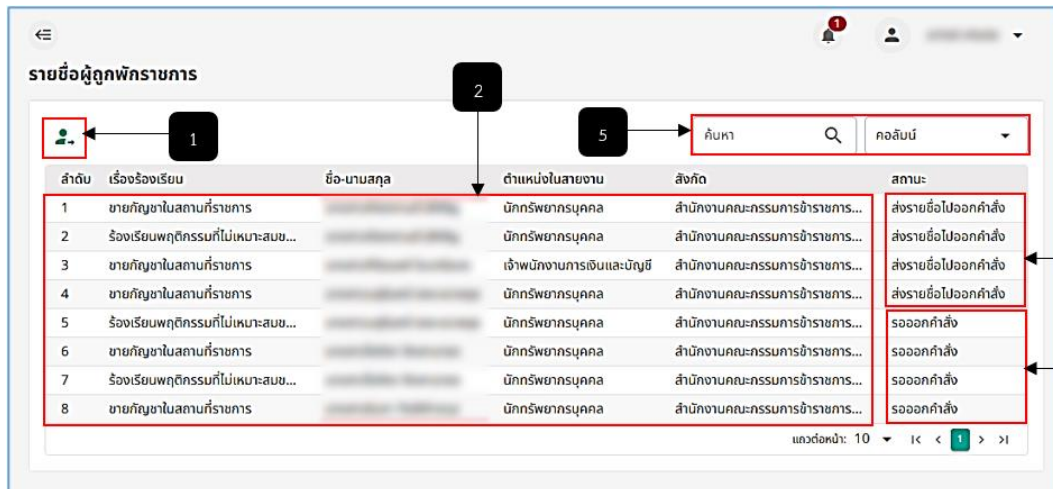 1
รายชื่อผู้ถูกพักราชการ
2
1
5
ค้นหา
คอลัมน์
ลำดับ เรื่องร้องเรียน ชื่อ-นามสกุล ตำแหน่งในสายงาน สังกัด สถานะ
1 ขายกัญชาในสถานที่ราชการ นักทรัพยากรบุคคล สำนักงานคณะกรรมการข้าราชการ... ส่งรายชื่อไปออกคำสั่ง
2 ร้องเรียนพฤติกรรมที่ไม่เหมาะสมข... นักทรัพยากรบุคคล สำนักงานคณะกรรมการข้าราชการ... ส่งรายชื่อไปออกคำสั่ง
3 ขายกัญชาในสถานที่ราชการ เจ้าพนักงานการเงินและบัญชี สำนักงานคณะกรรมการข้าราชการ... ส่งรายชื่อไปออกคำสั่ง
4 ขายกัญชาในสถานที่ราชการ นักทรัพยากรบุคคล สำนักงานคณะกรรมการข้าราชการ... ส่งรายชื่อไปออกคำสั่ง
5 ร้องเรียนพฤติกรรมที่ไม่เหมาะสมข... นักทรัพยากรบุคคล สำนักงานคณะกรรมการข้าราชการ... รอออกคำสั่ง
6 ขายกัญชาในสถานที่ราชการ นักทรัพยากรบุคคล สำนักงานคณะกรรมการข้าราชการ... รอออกคำสั่ง
7 ร้องเรียนพฤติกรรมที่ไม่เหมาะสมข... นักทรัพยากรบุคคล สำนักงานคณะกรรมการข้าราชการ... รอออกคำสั่ง
8 ขายกัญชาในสถานที่ราชการ นักทรัพยากรบุคคล สำนักงานคณะกรรมการข้าราชการ... รอออกคำสั่ง
แถวต่อหน้า: 10 1